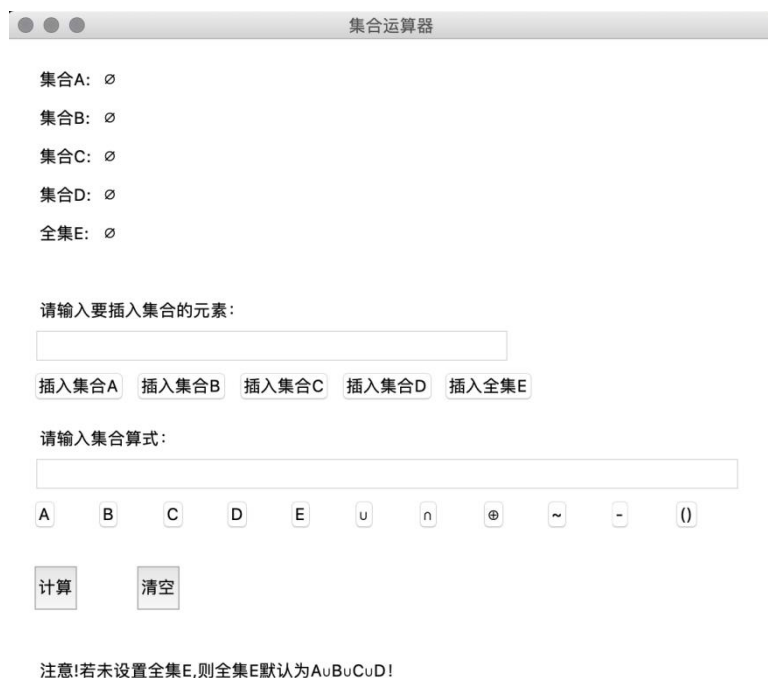 集合运算器
集合A: ∅
集合B: ∅
集合C: ∅
集合D: ∅
全集E: ∅
请输入要插入集合的元素：
插入集合A 插入集合B 插入集合C 插入集合D 插入全集E
请输入集合算式：
A B C D E ∪ ∩ ⊕ ~ - ()
计算 清空
注意!若未设置全集E,则全集E默认为A∪B∪C∪D!